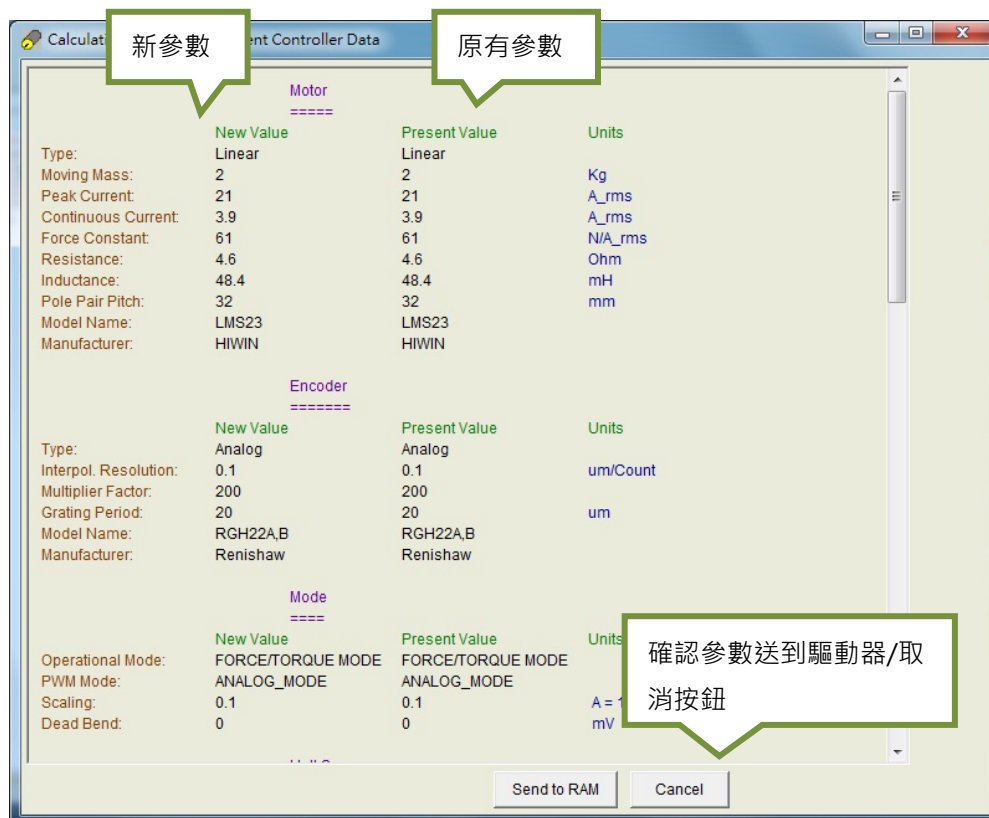 Calculati ent Controller Data
新參數
原有參數
Motor
=====
New Value Present Value Units
Type: Linear Linear
Moving Mass: 2 2 Kg
Peak Current: 21 21 A_rms
Continuous Current: 3.9 3.9 A_rms
Force Constant: 61 61 N/A_rms
Resistance: 4.6 4.6 Ohm
Inductance: 48.4 48.4 mH
Pole Pair Pitch: 32 32 mm
Model Name: LMS23 LMS23
Manufacturer: HIWIN HIWIN
Encoder
=======
New Value Present Value Units
Type: Analog Analog
Interpol. Resolution: 0.1 0.1 um/Count
Multiplier Factor: 200 200
Grating Period: 20 20 um
Model Name: RGH22A,B RGH22A,B
Manufacturer: Renishaw Renishaw
Mode
====
New Value Present Value Units
Operational Mode: FORCE/TORQUE MODE FORCE/TORQUE MODE
PWM Mode: ANALOG_MODE ANALOG_MODE
Scaling: 0.1 0.1 A = 1
Dead Bend: 0 0 mV
確認參數送到驅動器/取
消按鈕
Send to RAM Cancel